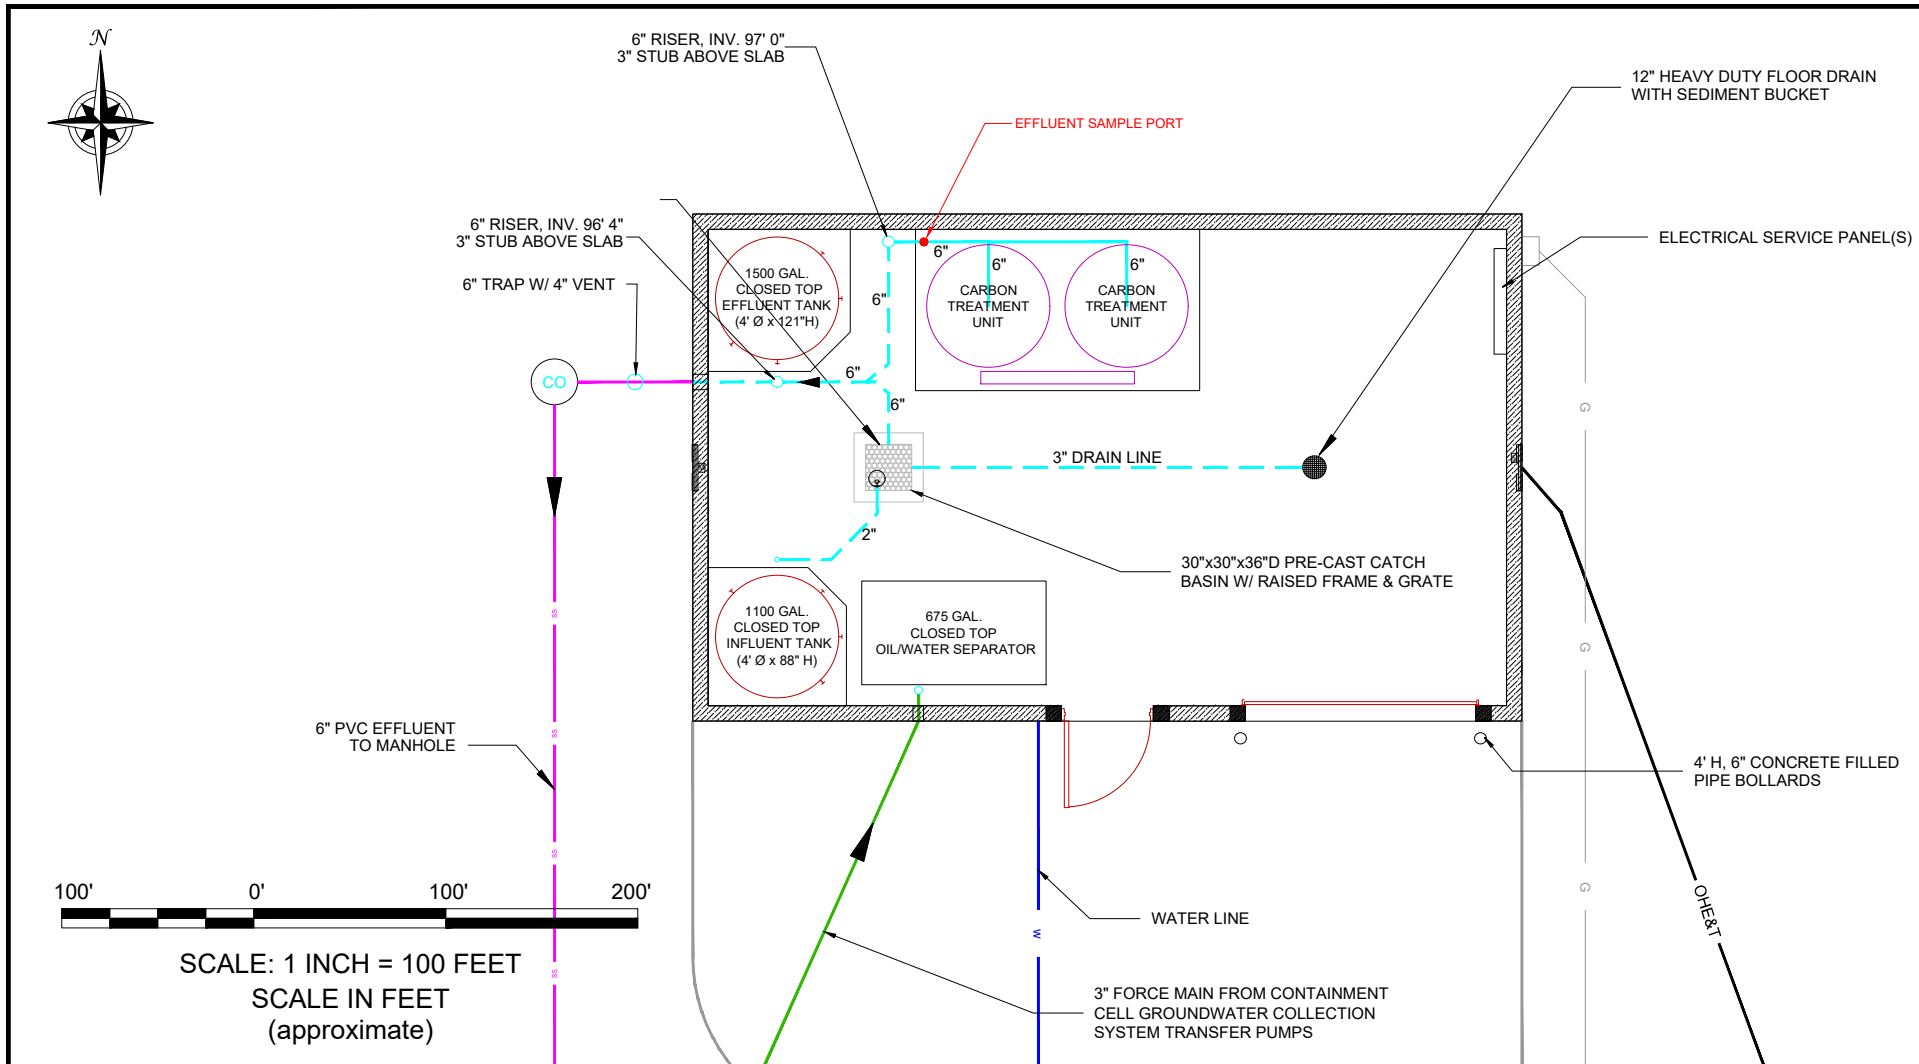 N
6" RISER, INV. 97' 0"
3" STUB ABOVE SLAB
12" HEAVY DUTY FLOOR DRAIN
WITH SEDIMENT BUCKET
EFFLUENT SAMPLE PORT
6" RISER, INV. 96' 4"
3" STUB ABOVE SLAB
ELECTRICAL SERVICE PANEL(S)
6" TRAP W/ 4" VENT
1500 GAL.
CLOSED TOP
EFFLUENT TANK
(4' Ø x 121"H)
6"
6"
6"
6"
CARBON
TREATMENT
UNIT
CARBON
TREATMENT
UNIT
CO
6"
6"
G
3" DRAIN LINE
2"
30"x30"x36"D PRE-CAST CATCH
BASIN W/ RAISED FRAME & GRATE
1100 GAL.
CLOSED TOP
INFLUENT TANK
(4' Ø x 88" H)
675 GAL.
CLOSED TOP
OIL/WATER SEPARATOR
SS
G
6" PVC EFFLUENT
TO MANHOLE
SS
4' H, 6" CONCRETE FILLED
PIPE BOLLARDS
SS
G
100' 0' 100' 200'
OHE&T
WATER LINE
W
SCALE: 1 INCH = 100 FEET
SCALE IN FEET
(approximate)
SS
3" FORCE MAIN FROM CONTAINMENT
CELL GROUNDWATER COLLECTION
SYSTEM TRANSFER PUMPS